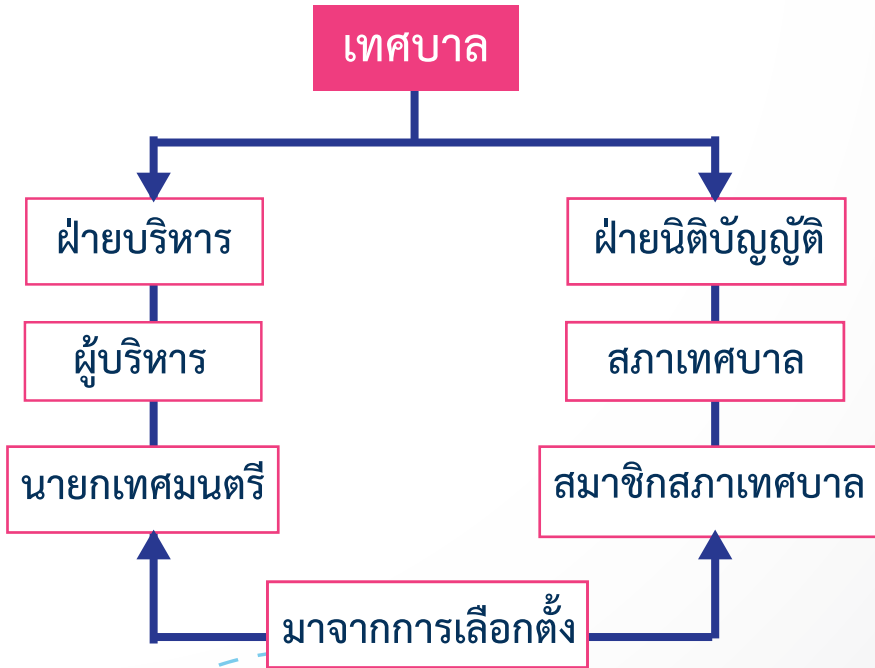 เทศบาล
ฝ่ายบริหาร
ฝ่ายนิติบัญญัติ
ผู้บริหาร
สภาเทศบาล
นายกเทศมนตรี
สมาชิกสภาเทศบาล
มาจากการเลือกตั้ง